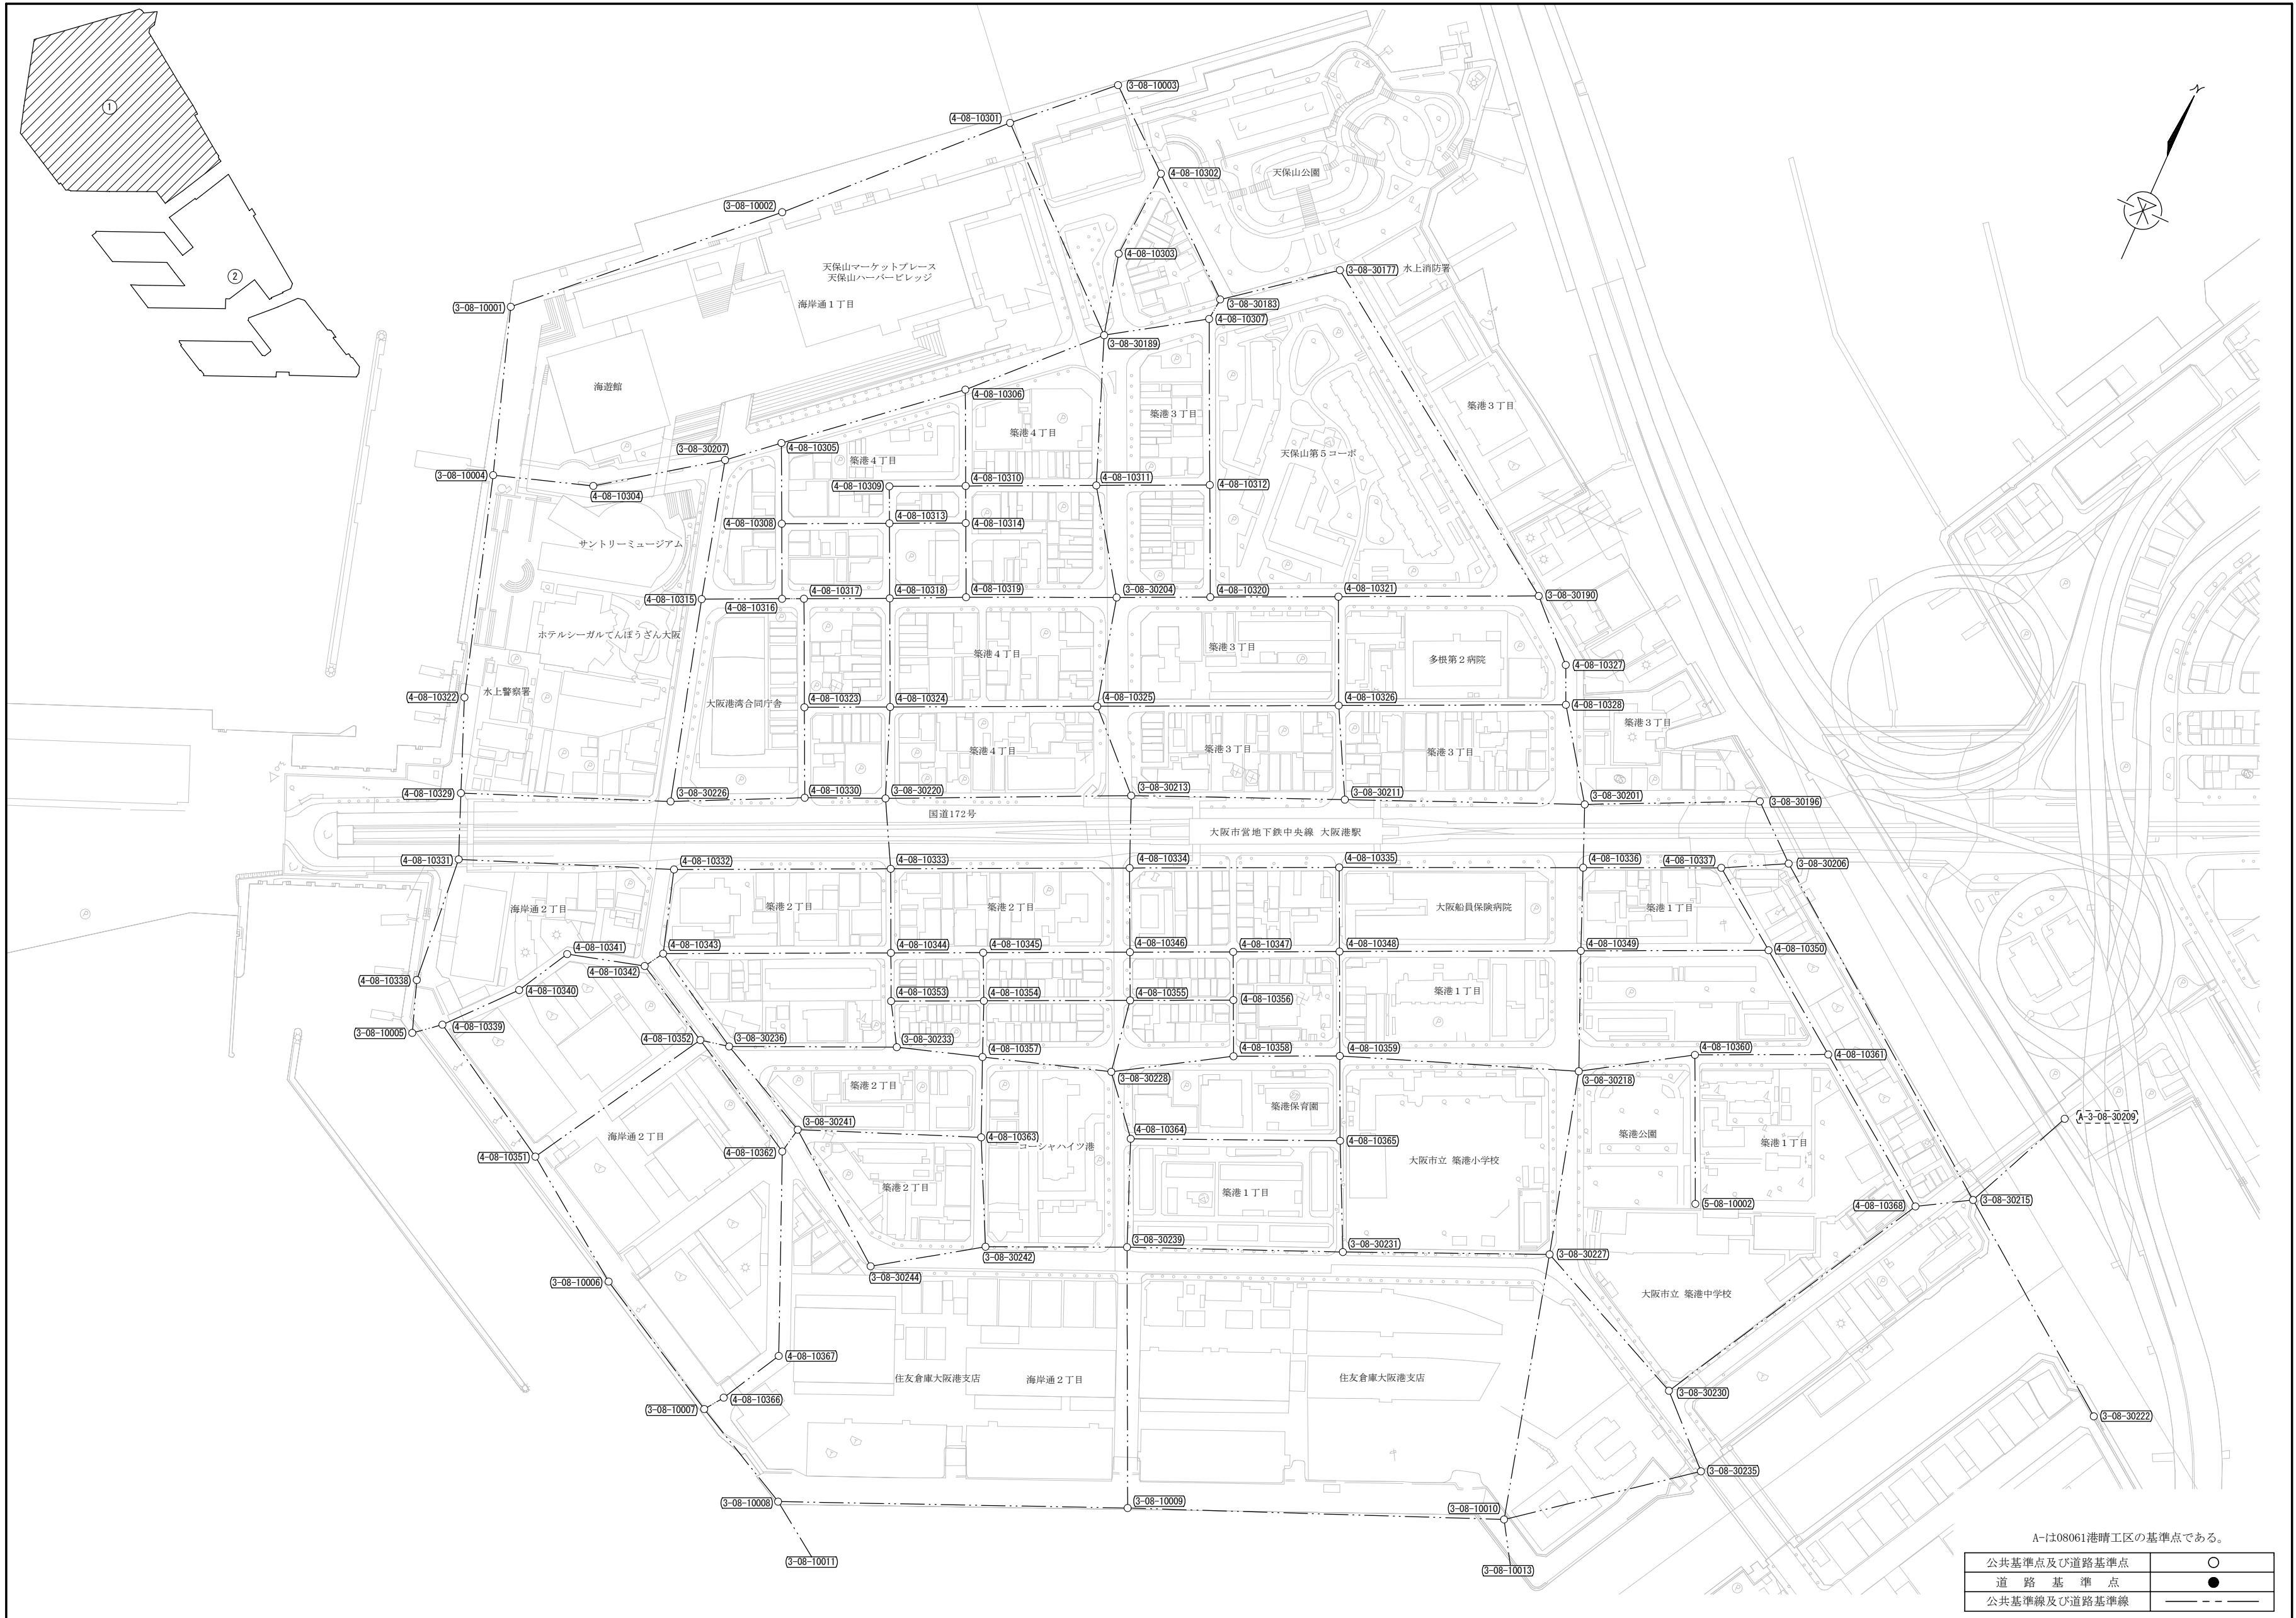 ①
②
N
3-08-10003
4-08-10301
4-08-10302
天保山公園
3-08-10002
4-08-10303
天保山マーケットプレース
天保山ハーバービレッジ
海岸通１丁目
3-08-30177
水上消防署
3-08-10001
3-08-30183
4-08-10307
3-08-30189
海遊館
4-08-10306
築港３丁目
築港３丁目
築港４丁目
3-08-30207
4-08-10305
築港４丁目
天保山第５コーポ
3-08-10004
4-08-10304
4-08-10309
4-08-10310
4-08-10311
4-08-10312
4-08-10308
4-08-10313
4-08-10314
サントリーミュージアム
4-08-10315
4-08-10316
4-08-10317
4-08-10318
4-08-10319
3-08-30204
4-08-10320
4-08-10321
3-08-30190
ホテルシーガルてんぽうざん大阪
築港４丁目
築港３丁目
多根第２病院
4-08-10327
4-08-10322
水上警察署
大阪港湾合同庁舎
4-08-10323
4-08-10324
4-08-10325
4-08-10326
4-08-10328
築港３丁目
築港４丁目
築港３丁目
築港３丁目
4-08-10329
3-08-30226
4-08-10330
3-08-30220
3-08-30213
3-08-30211
3-08-30201
3-08-30196
国道172号
大阪市営地下鉄中央線 大阪港駅
4-08-10331
4-08-10332
4-08-10333
4-08-10334
4-08-10335
4-08-10336
4-08-10337
3-08-30206
海岸通２丁目
築港２丁目
築港２丁目
大阪船員保険病院
築港１丁目
4-08-10341
4-08-10343
4-08-10344
4-08-10345
4-08-10346
4-08-10347
4-08-10348
4-08-10349
4-08-10350
4-08-10342
4-08-10338
4-08-10340
4-08-10353
4-08-10354
4-08-10355
4-08-10356
築港１丁目
3-08-10005
4-08-10339
4-08-10352
3-08-30236
3-08-30233
4-08-10357
4-08-10358
4-08-10359
4-08-10360
4-08-10361
3-08-30228
3-08-30218
築港２丁目
築港保育園
A-3-08-30209
海岸通２丁目
3-08-30241
4-08-10363
4-08-10364
4-08-10365
築港公園
築港１丁目
4-08-10351
4-08-10362
コーシャハイツ港
大阪市立 築港小学校
築港２丁目
築港１丁目
5-08-10002
4-08-10368
3-08-30215
3-08-30242
3-08-30239
3-08-30231
3-08-30227
3-08-10006
3-08-30244
大阪市立 築港中学校
4-08-10367
住友倉庫大阪港支店
海岸通２丁目
住友倉庫大阪港支店
3-08-30230
4-08-10366
3-08-10007
3-08-30222
3-08-30235
3-08-10008
3-08-10009
3-08-10010
3-08-10011
3-08-10013
A-は08061港晴工区の基準点である。
公共基準点及び道路基準点 ○
道路基準点 ●
公共基準線及び道路基準線